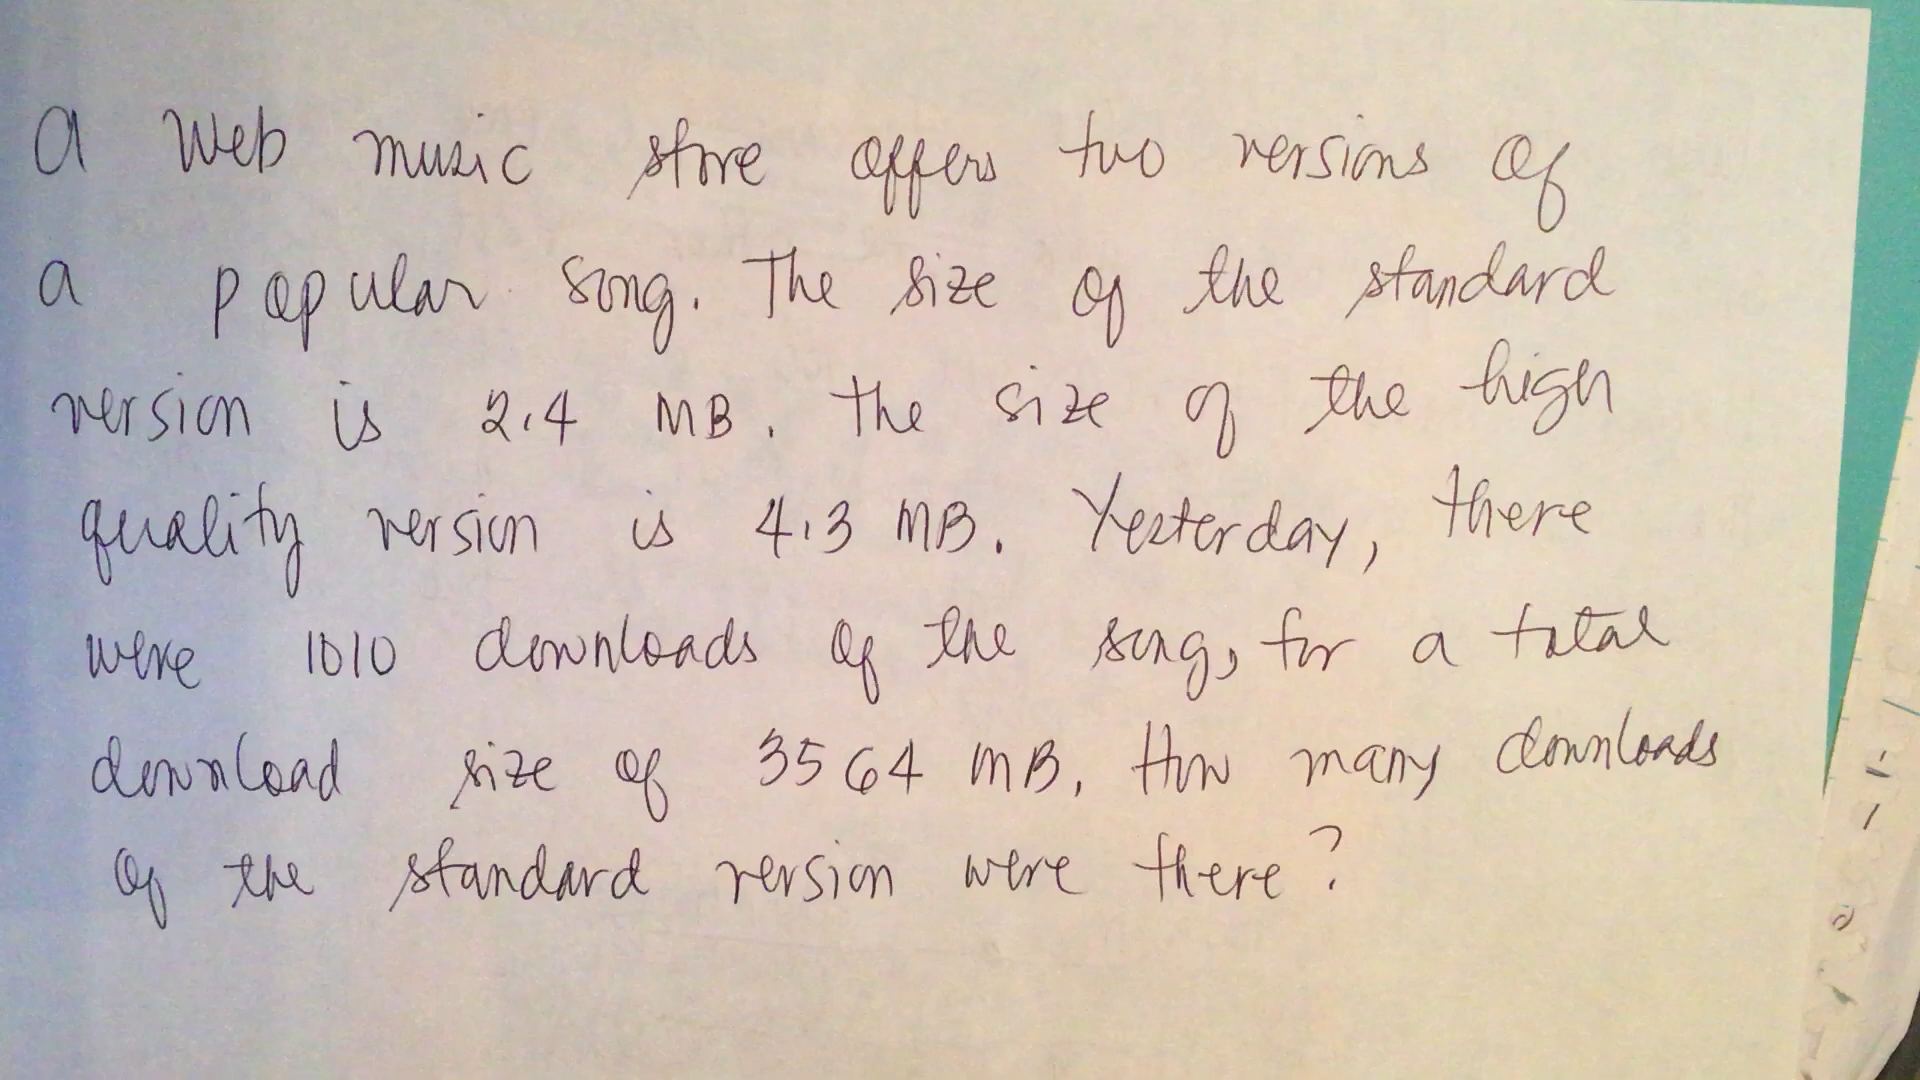 A Web music store offers two versions of
a popular song. The size of the standard
version is 2.4 MB. The size of the high
quality version is 4.3 MB. Yesterday, there
were 1010 downloads of the song, for a total
download size of 3564 MB. How many downloads
of the standard version were there?